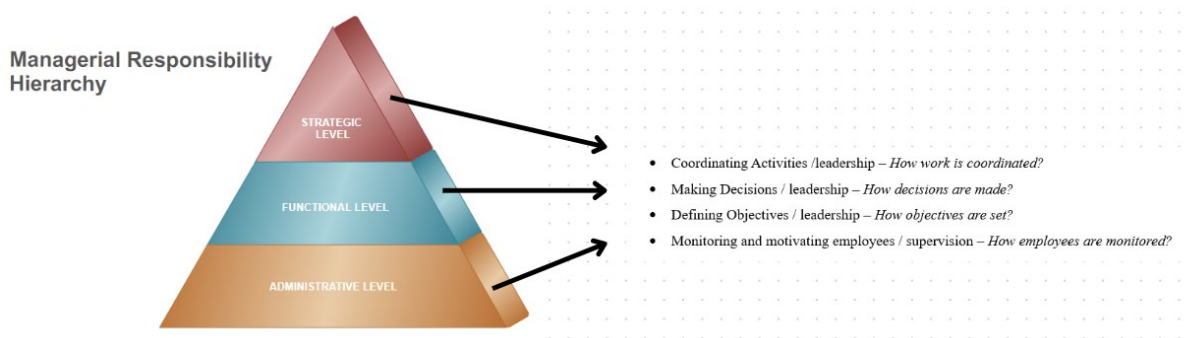 Managerial Responsibility
Hierarchy
STRATEGIC
LEVEL
FUNCTIONAL LEVEL
ADMINISTRATIVE LEVEL
• Coordinating Activities /leadership – How work is coordinated?
• Making Decisions / leadership – How decisions are made?
• Defining Objectives / leadership – How objectives are set?
• Monitoring and motivating employees / supervision – How employees are monitored?